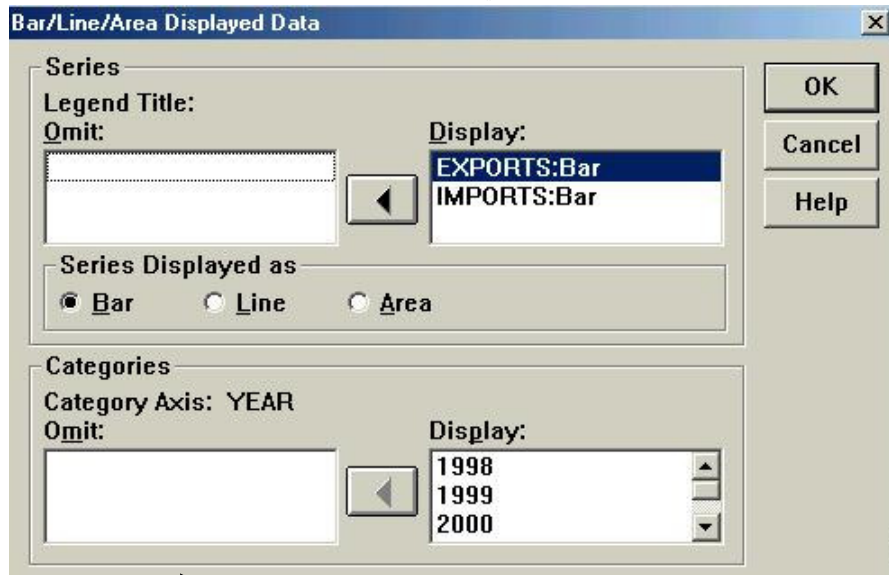 Bar/Line/Area Displayed Data
Series
Legend Title:
Omit:
Display:
EXPORTS:Bar
IMPORTS:Bar
Series Displayed as
Bar
Line
Area
Categories
Category Axis: YEAR
Omit:
Display:
1998
1999
2000
OK
Cancel
Help